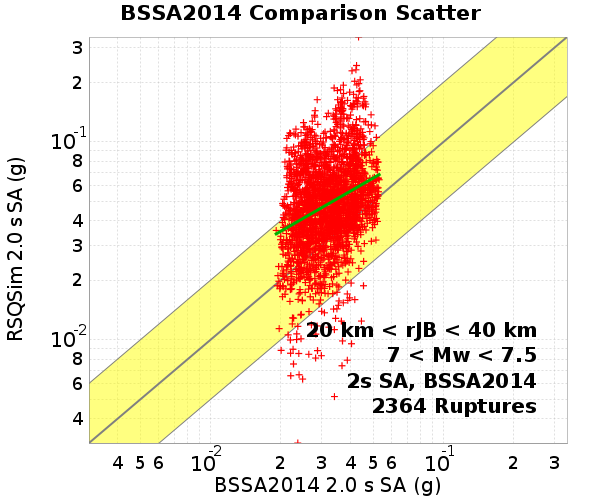 BSSA2014 Comparison Scatter
3
2
10-1
8
6
4
3
2
10-2
8
6
4
RSQSim 2.0 s SA (g)
20 km < rJB < 40 km
7 < Mw < 7.5
2s SA, BSSA2014
2364 Ruptures
4 5 6 10-2 2 3 4 5 6 10-1 2 3
BSSA2014 2.0 s SA (g)